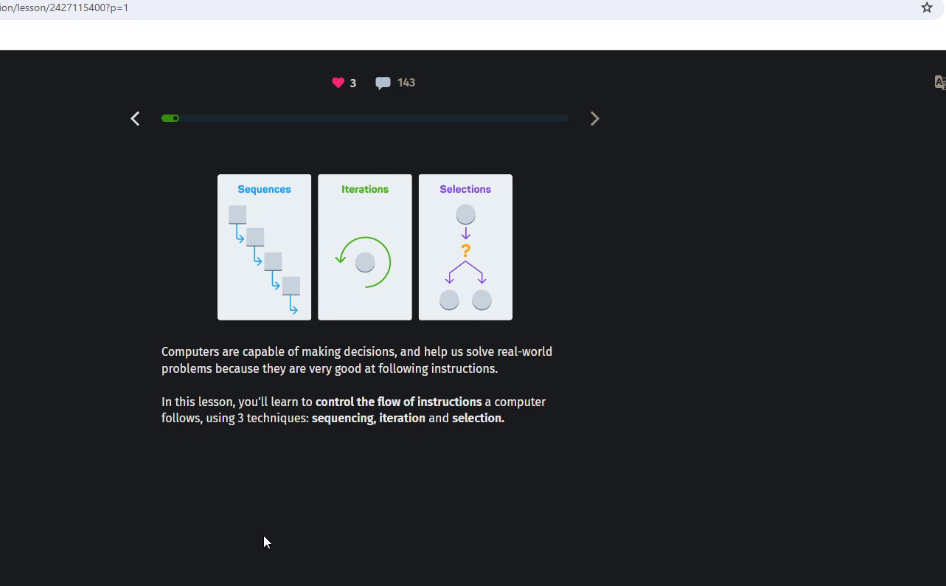 ion/lesson/2427115400?p=1
3 143
Sequences Iterations Selections
?
Computers are capable of making decisions, and help us solve real-world
problems because they are very good at following instructions.
In this lesson, you'll learn to control the flow of instructions a computer
follows, using 3 techniques: sequencing, iteration and selection.